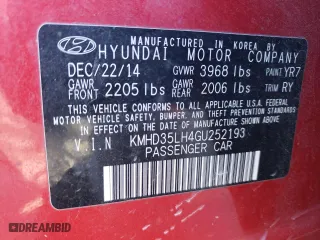 MANUFACTURED IN KOREA BY
HYUNDAI MOTOR COMPANY
DEC/22/14 GVWR 3968 lbs PAINT YR7
GAWR FRONT 2205 lbs GAWR REAR 2006 lbs TRIM RY
THIS VEHICLE CONFORMS TO ALL APPLICABLE U.S.A. FEDERAL
MOTOR VEHICLE SAFETY, BUMPER, AND THEFT PREVENTION
STANDARDS IN EFFECT ON THE DATE OF MANUFACTURE SHOWN ABOVE.
V.I.N KMHD35LH4GU252193
PASSENGER CAR